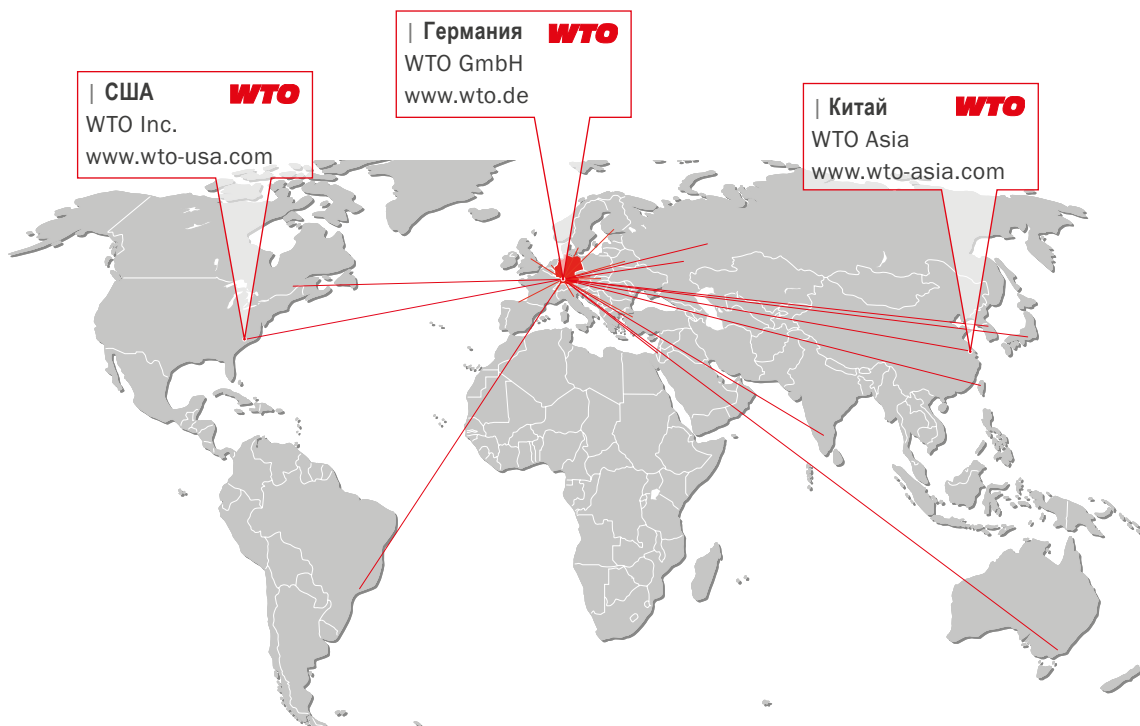 | США WTO
WTO Inc.
www.wto-usa.com
| Германия WTO
WTO GmbH
www.wto.de
| Китай WTO
WTO Asia
www.wto-asia.com